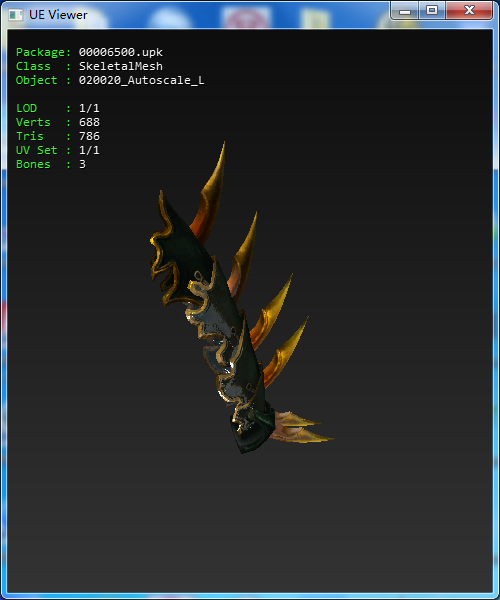 UE Viewer
Package: 00006500.upk
Class : SkeletalMesh
Object : 020020_Autoscale_L
LOD : 1/1
Verts : 688
Tris : 786
UV Set : 1/1
Bones : 3